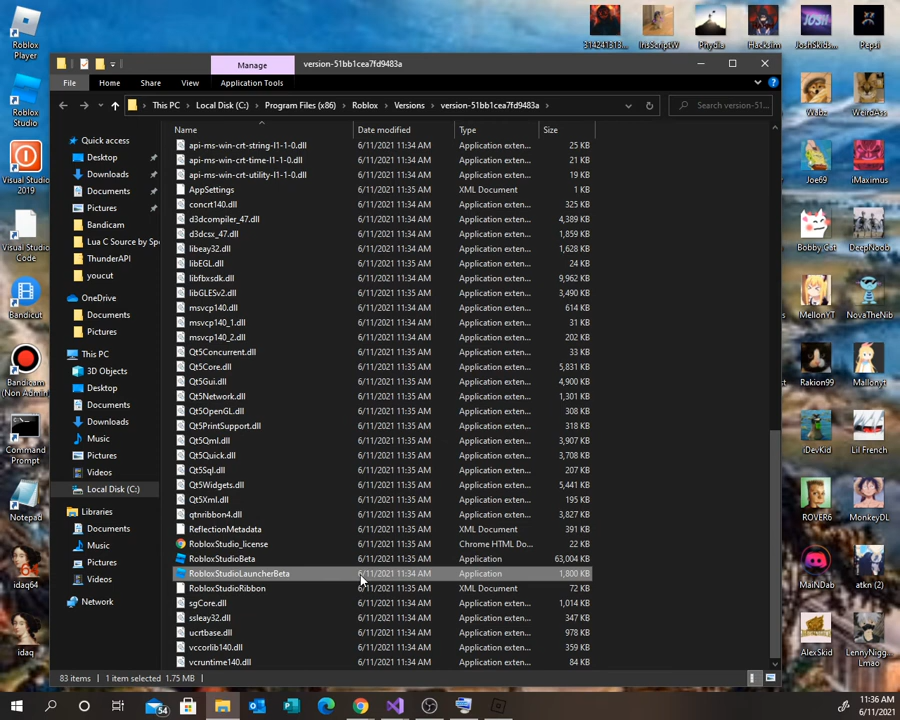 Roblox Player
Roblox Studio
Visual Studio 2019
Visual Studio Code
Bandicut
Bandicam (Non Admin)
Command Prompt
Notepad
idaq64
idaq
314241313...
InsScriptW
Phydia
Hacksim
JoshSkids...
Pepsi
Wabz
WeirdAss
Joe69
iMaximus
Bobby.Cat
DeepNoob
MellonYT
NovaTheNib
Rakion99
Mallonyt
iDevKid
Lil French
ROVER6
MonkeyDL
MaiNDab
atkn (2)
AlexSkid
LennyNigg... Lmao
Manage
version-51bb1cea7fd9483a
File
Home
Share
View
Application Tools
This PC > Local Disk (C:) > Program Files (x86) > Roblox > Versions > version-51bb1cea7fd9483a >
Search version-51...
Quick access
Desktop
Downloads
Documents
Pictures
Bandicam
Lua C Source by Spe
ThunderAPI
youcut
OneDrive
Documents
Pictures
This PC
3D Objects
Desktop
Documents
Downloads
Music
Pictures
Videos
Local Disk (C:)
Libraries
Documents
Music
Pictures
Videos
Network
Name Date modified Type Size
api-ms-win-crt-string-l1-1-0.dll 6/11/2021 11:34 AM Application exten... 25 KB
api-ms-win-crt-time-l1-1-0.dll 6/11/2021 11:34 AM Application exten... 21 KB
api-ms-win-crt-utility-l1-1-0.dll 6/11/2021 11:34 AM Application exten... 19 KB
AppSettings 6/11/2021 11:35 AM XML Document 1 KB
concrt140.dll 6/11/2021 11:34 AM Application exten... 325 KB
d3dcompiler_47.dll 6/11/2021 11:34 AM Application exten... 4,389 KB
d3dcsx_47.dll 6/11/2021 11:34 AM Application exten... 1,859 KB
libeay32.dll 6/11/2021 11:34 AM Application exten... 1,628 KB
libEGL.dll 6/11/2021 11:35 AM Application exten... 24 KB
libfbxsdk.dll 6/11/2021 11:34 AM Application exten... 9,962 KB
libGLESv2.dll 6/11/2021 11:35 AM Application exten... 3,490 KB
msvcp140.dll 6/11/2021 11:34 AM Application exten... 614 KB
msvcp140_1.dll 6/11/2021 11:34 AM Application exten... 31 KB
msvcp140_2.dll 6/11/2021 11:34 AM Application exten... 202 KB
Qt5Concurrent.dll 6/11/2021 11:35 AM Application exten... 33 KB
Qt5Core.dll 6/11/2021 11:35 AM Application exten... 5,831 KB
Qt5Gui.dll 6/11/2021 11:35 AM Application exten... 4,900 KB
Qt5Network.dll 6/11/2021 11:35 AM Application exten... 1,301 KB
Qt5OpenGL.dll 6/11/2021 11:35 AM Application exten... 308 KB
Qt5PrintSupport.dll 6/11/2021 11:35 AM Application exten... 318 KB
Qt5Qml.dll 6/11/2021 11:35 AM Application exten... 3,907 KB
Qt5Quick.dll 6/11/2021 11:35 AM Application exten... 3,708 KB
Qt5Sql.dll 6/11/2021 11:35 AM Application exten... 207 KB
Qt5Widgets.dll 6/11/2021 11:35 AM Application exten... 5,441 KB
Qt5Xml.dll 6/11/2021 11:35 AM Application exten... 195 KB
qtnribbon4.dll 6/11/2021 11:34 AM Application exten... 3,827 KB
ReflectionMetadata 6/11/2021 11:35 AM XML Document 391 KB
RobloxStudio_license 6/11/2021 11:35 AM Chrome HTML Do... 22 KB
RobloxStudioBeta 6/11/2021 11:35 AM Application 63,004 KB
RobloxStudioLauncherBeta 6/11/2021 11:34 AM Application 1,800 KB
RobloxStudioRibbon 6/11/2021 11:35 AM XML Document 72 KB
sgCore.dll 6/11/2021 11:34 AM Application exten... 1,014 KB
ssleay32.dll 6/11/2021 11:34 AM Application exten... 347 KB
ucrtbase.dll 6/11/2021 11:34 AM Application exten... 978 KB
vccorlib140.dll 6/11/2021 11:34 AM Application exten... 359 KB
vcruntime140.dll 6/11/2021 11:34 AM Application exten... 84 KB
83 items 1 item selected 1.75 MB
54
11:36 AM
6/11/2021